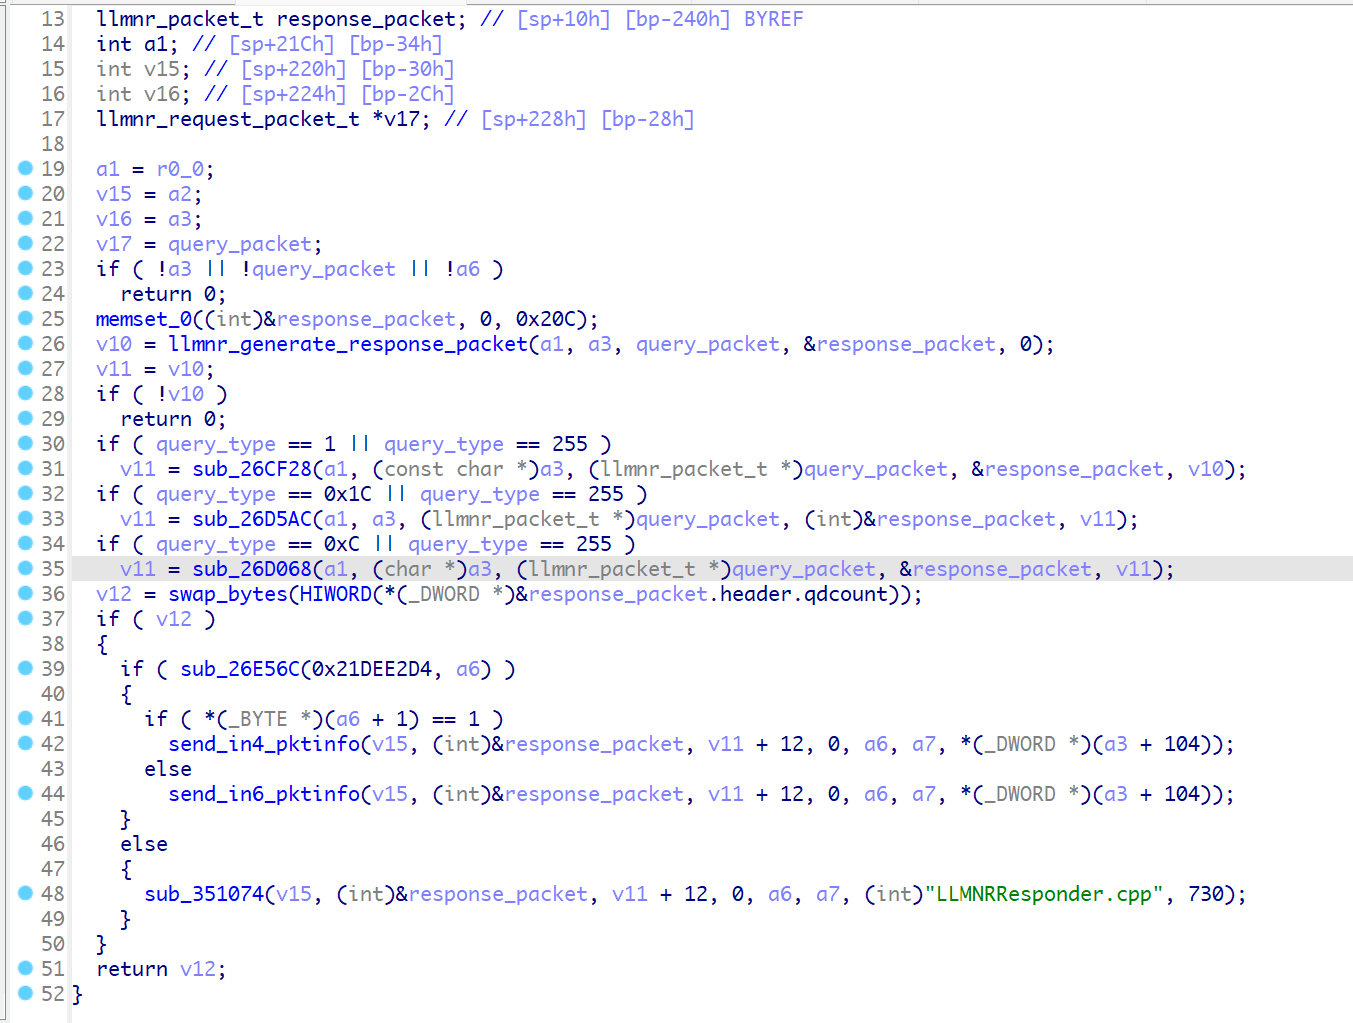 13 llmnr_packet_t response_packet; // [sp+10h] [bp-240h] BYREF
14 int a1; // [sp+21Ch] [bp-34h]
15 int v15; // [sp+220h] [bp-30h]
16 int v16; // [sp+224h] [bp-2Ch]
17 llmnr_request_packet_t *v17; // [sp+228h] [bp-28h]
18
19 a1 = r0_0;
20 v15 = a2;
21 v16 = a3;
22 v17 = query_packet;
23 if ( !a3 || !query_packet || !a6 )
24 return 0;
25 memset_0((int)&response_packet, 0, 0x20C);
26 v10 = llmnr_generate_response_packet(a1, a3, query_packet, &response_packet, 0);
27 v11 = v10;
28 if ( !v10 )
29 return 0;
30 if ( query_type == 1 || query_type == 255 )
31 v11 = sub_26CF28(a1, (const char *)a3, (llmnr_packet_t *)query_packet, &response_packet, v10);
32 if ( query_type == 0x1C || query_type == 255 )
33 v11 = sub_26D5AC(a1, a3, (llmnr_packet_t *)query_packet, (int)&response_packet, v11);
34 if ( query_type == 0xC || query_type == 255 )
35 v11 = sub_26D068(a1, (char *)a3, (llmnr_packet_t *)query_packet, &response_packet, v11);
36 v12 = swap_bytes(HIWORD(*(_DWORD *)&response_packet.header.qdcount));
37 if ( v12 )
38 {
39 if ( sub_26E56C(0x21DEE2D4, a6) )
40 {
41 if ( *(_BYTE *)(a6 + 1) == 1 )
42 send_in4_pktinfo(v15, (int)&response_packet, v11 + 12, 0, a6, a7, *(_DWORD *)(a3 + 104));
43 else
44 send_in6_pktinfo(v15, (int)&response_packet, v11 + 12, 0, a6, a7, *(_DWORD *)(a3 + 104));
45 }
46 else
47 {
48 sub_351074(v15, (int)&response_packet, v11 + 12, 0, a6, a7, (int)"LLMNRResponder.cpp", 730);
49 }
50 }
51 return v12;
52 }